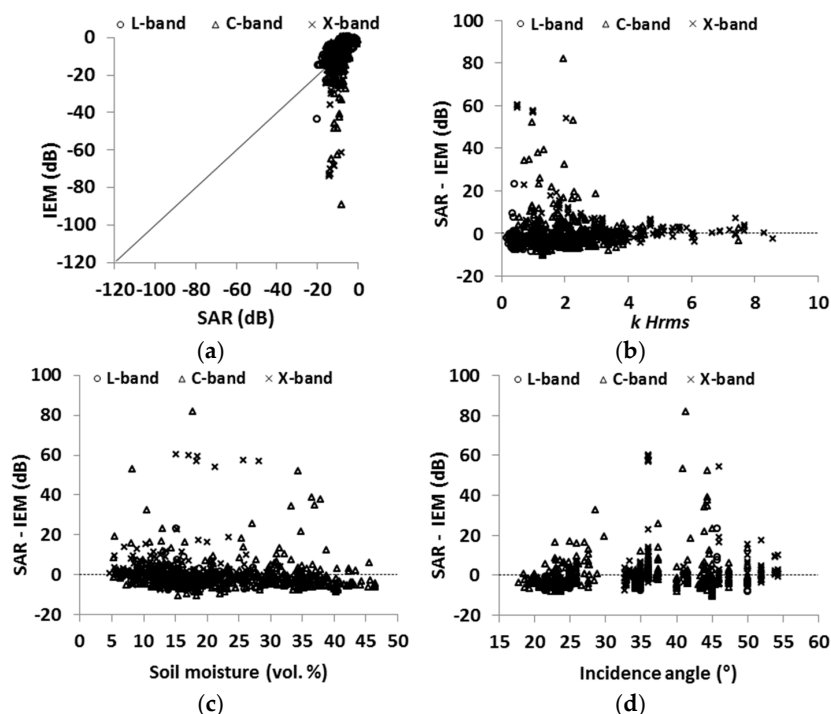 ○ L-band △ C-band × X-band
0
-20
-40
-60
-80
-100
-120
IEM (dB)
-120 -100 -80 -60 -40 -20 0
SAR (dB)
(a)
○ L-band △ C-band × X-band
100
80
60
40
20
0
-20
SAR - IEM (dB)
0 2 4 6 8 10
k Hrms
(b)
○ L-band △ C-band × X-band
100
80
60
40
20
0
-20
SAR - IEM (dB)
0 5 10 15 20 25 30 35 40 45 50
Soil moisture (vol. %)
(c)
○ L-band △ C-band × X-band
100
80
60
40
20
0
-20
SAR - IEM (dB)
15 20 25 30 35 40 45 50 55 60
Incidence angle (°)
(d)